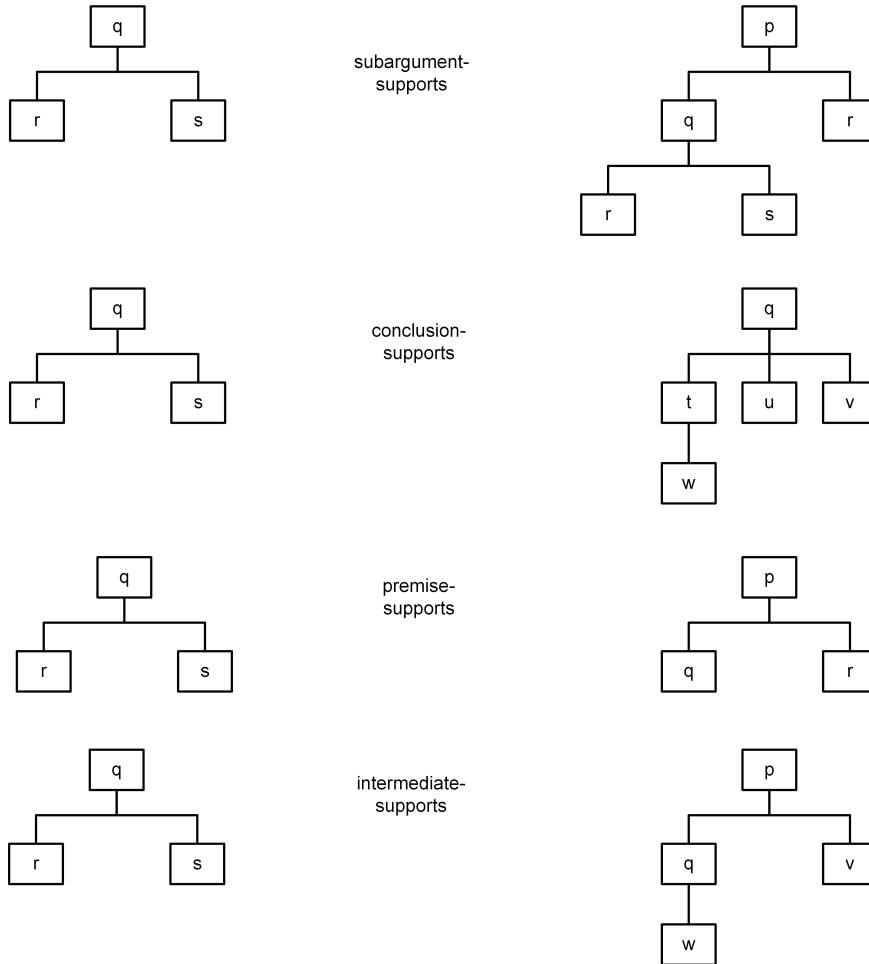 q
p
subargument-
supports
r
s
q
r
r
s
q
conclusion-
supports
q
r
s
t
u
v
w
q
premise-
supports
p
r
s
q
r
q
intermediate-
supports
p
r
s
q
v
w